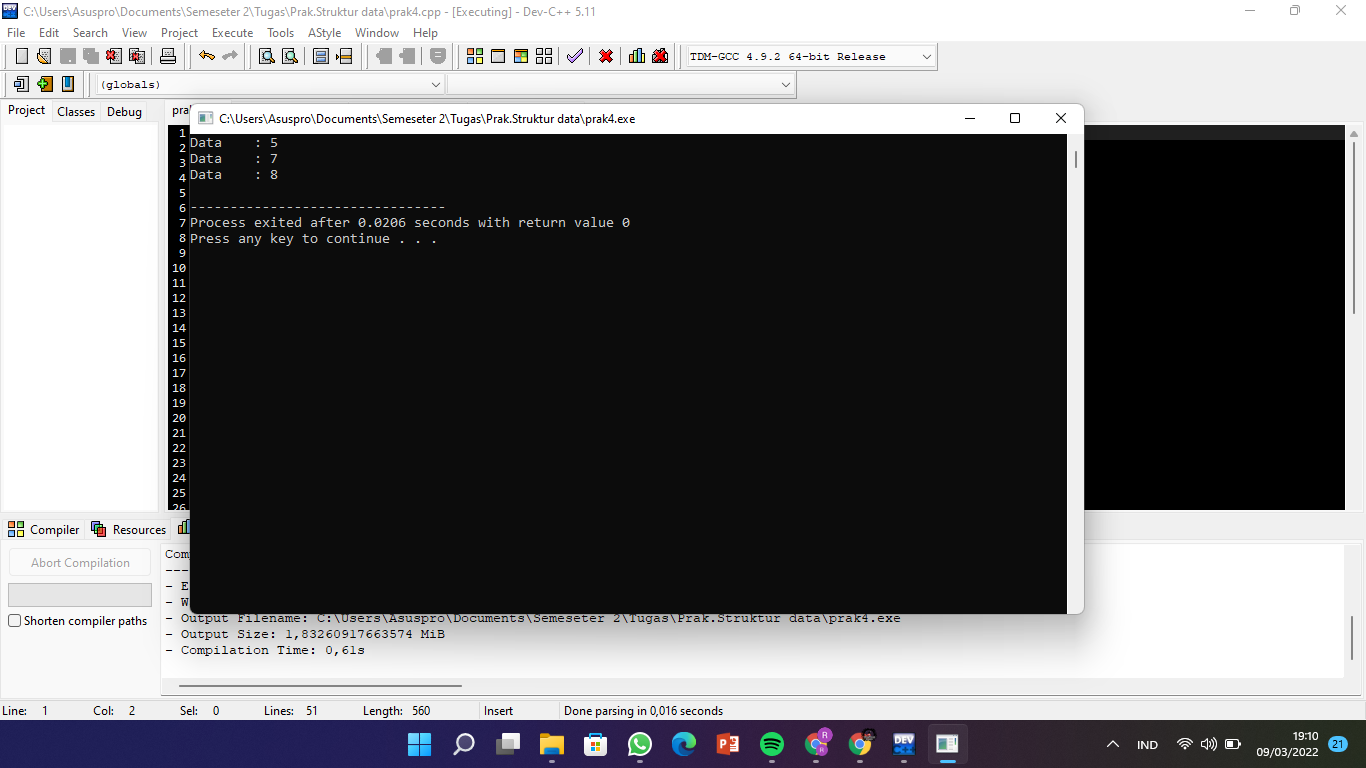 C:\Users\Asuspro\Documents\Semeseter 2\Tugas\Prak.Struktur data\prak4.cpp - [Executing] - Dev-C++ 5.11
File Edit Search View Project Execute Tools AStyle Window Help
TDM-GCC 4.9.2 64-bit Release
(globals)
Project Classes Debug
C:\Users\Asuspro\Documents\Semeseter 2\Tugas\Prak.Struktur data\prak4.exe
Data    : 5
Data    : 7
Data    : 8
--------------------------------
Process exited after 0.0206 seconds with return value 0
Press any key to continue . . .
1
2
3
4
5
6
7
8
9
10
11
12
13
14
15
16
17
18
19
20
21
22
23
24
25
26
Compiler Resources
Abort Compilation
Shorten compiler paths
- Output Filename: C:\Users\Asuspro\Documents\Semeseter 2\Tugas\Prak.Struktur data\prak4.exe
- Output Size: 1,83260917663574 MiB
- Compilation Time: 0,61s
Line: 1 Col: 2 Sel: 0 Lines: 51 Length: 560 Insert Done parsing in 0,016 seconds
DEV
IND
19:10
09/03/2022
21